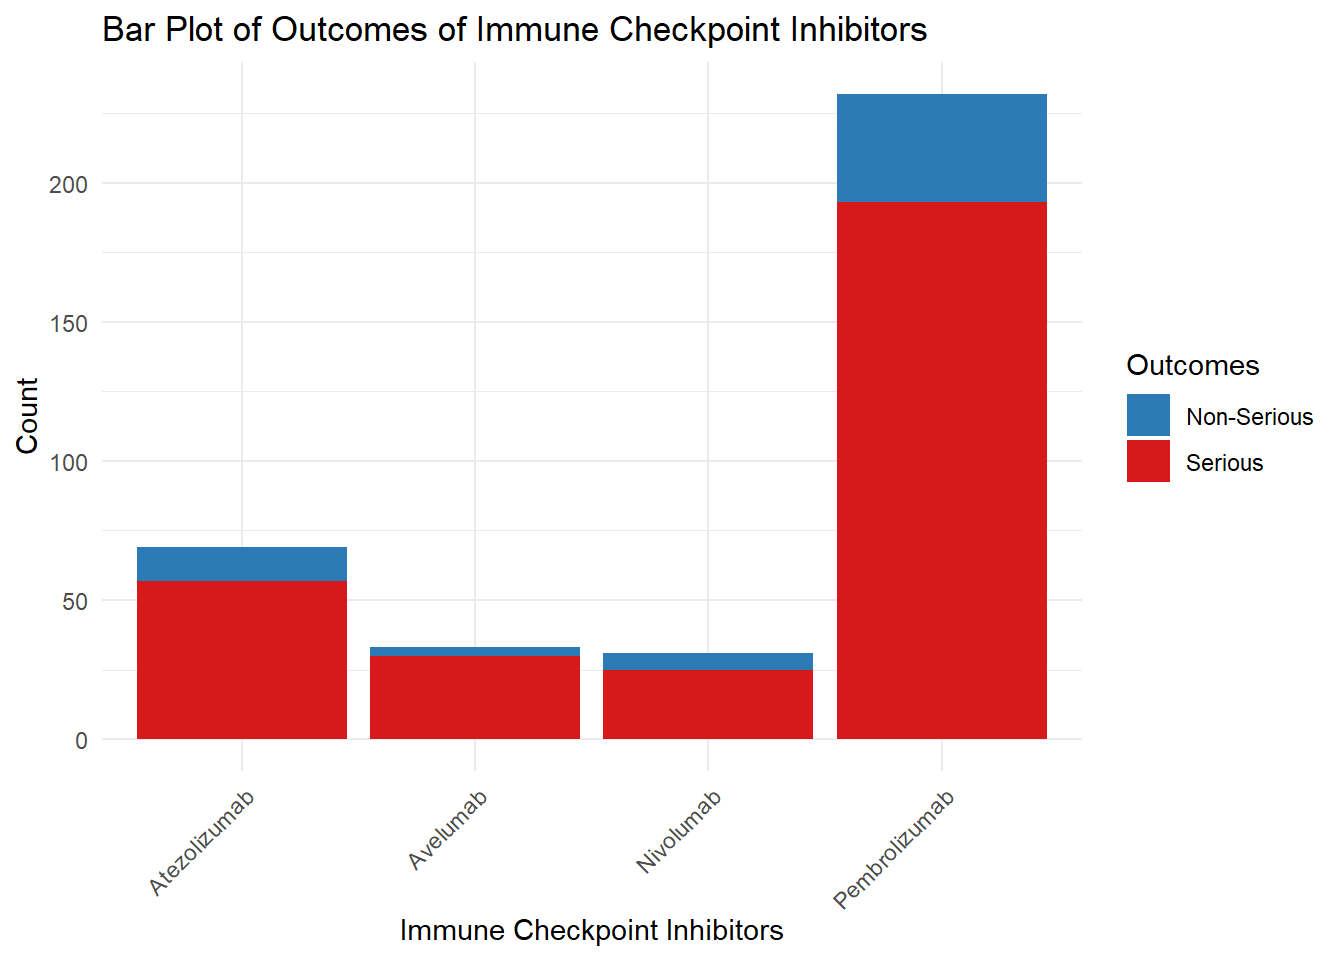 Bar Plot of Outcomes of Immune Checkpoint Inhibitors
Count
200
150
100
50
0
Atezolizumab
Avelumab
Nivolumab
Pembrolizumab
Immune Checkpoint Inhibitors
Outcomes
Non-Serious
Serious